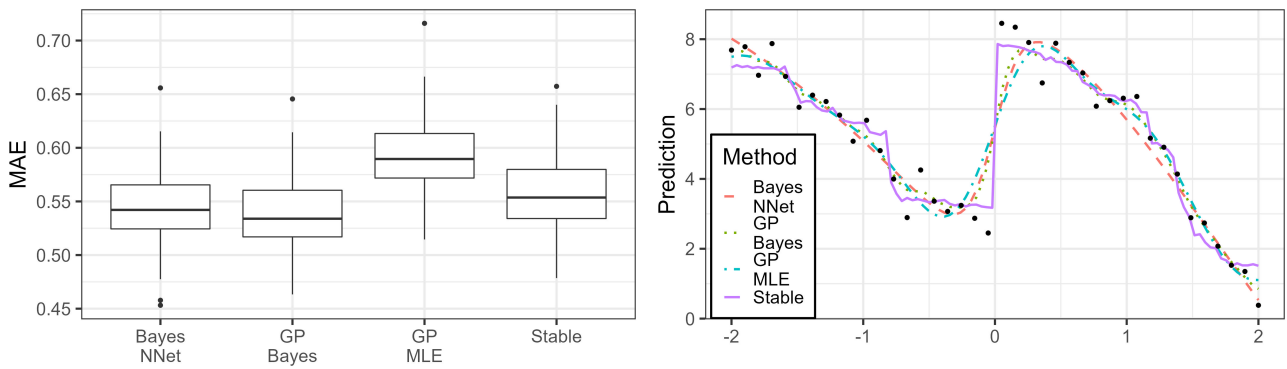 MAE
0.70
0.65
0.60
0.55
0.50
0.45
Bayes
NNet
GP
Bayes
GP
MLE
Stable
Prediction
8
6
4
2
0
Method
Bayes
NNet
GP
Bayes
GP
MLE
Stable
-2
-1
0
1
2